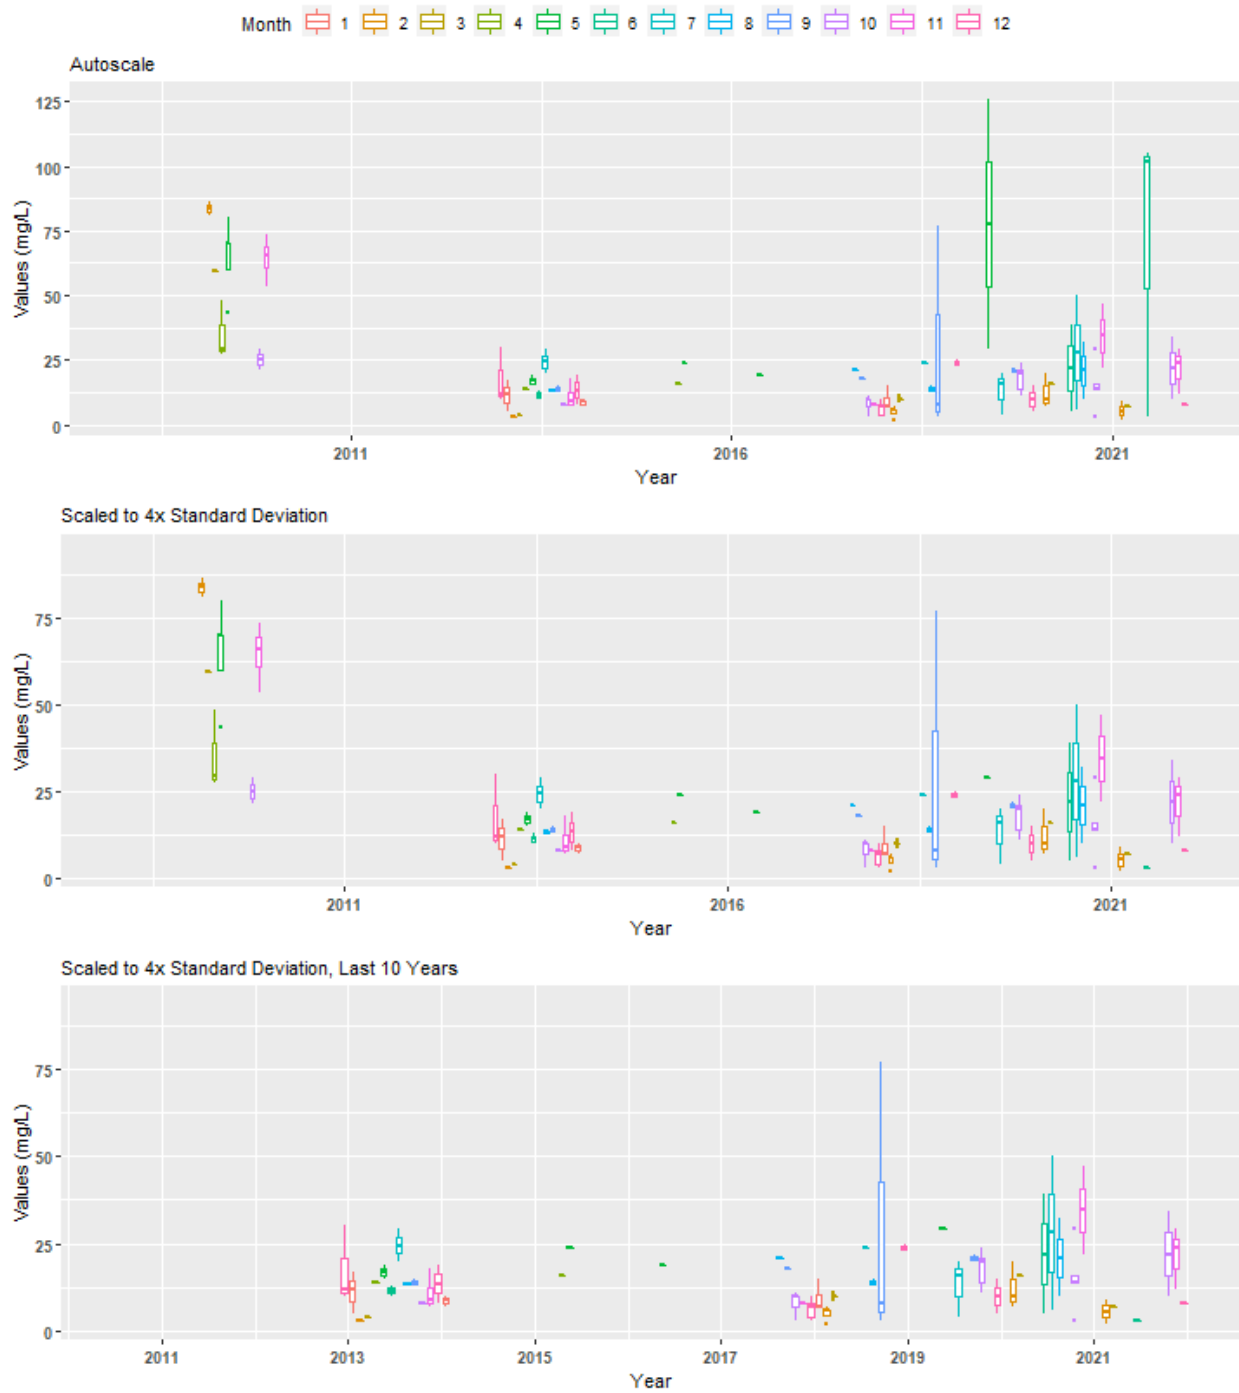 Month 1 2 3 4 5 6 7 8 9 10 11 12
Autoscale
125
100
75
50
25
0
Values (mg/L)
2011 2016 2021
Year
Scaled to 4x Standard Deviation
75
50
25
0
Values (mg/L)
2011 2016 2021
Year
Scaled to 4x Standard Deviation, Last 10 Years
75
50
25
0
Values (mg/L)
2011 2013 2015 2017 2019 2021
Year